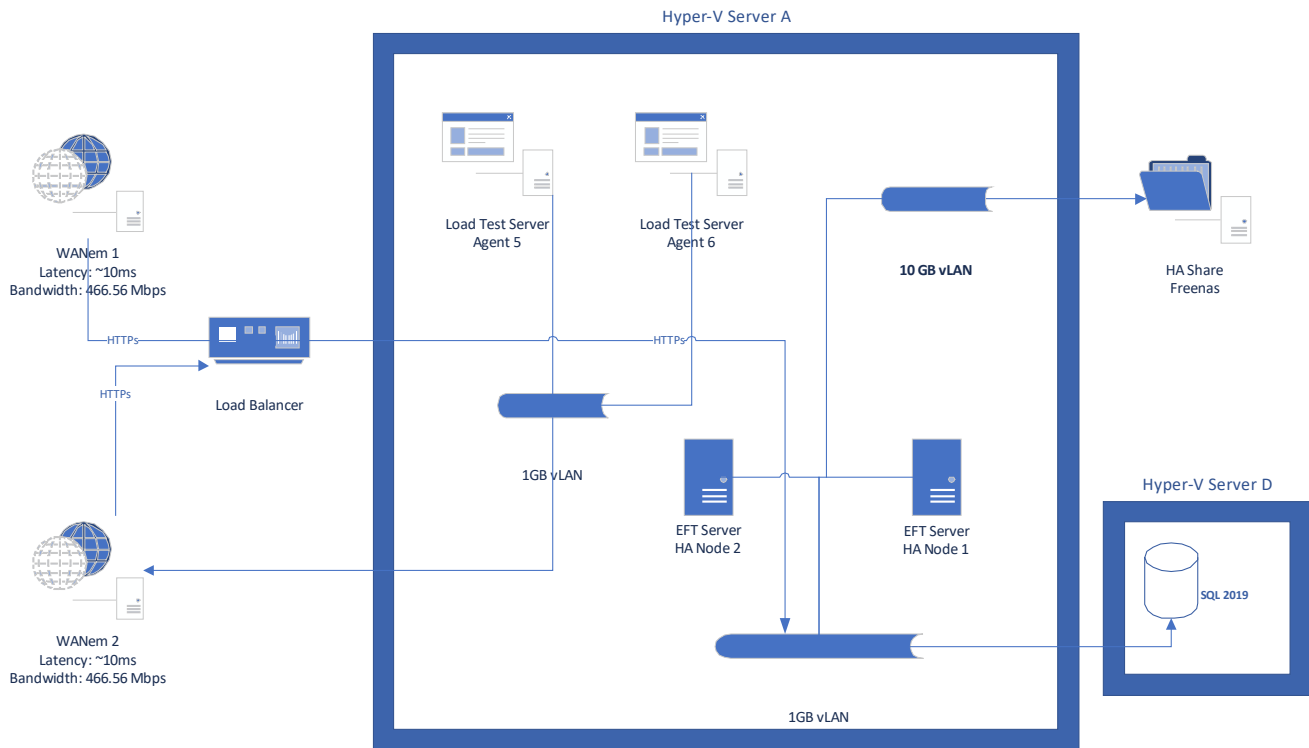 Hyper-V Server A
WANem 1
Latency: ~10ms
Bandwidth: 466.56 Mbps
Load Test Server
Agent 5
Load Test Server
Agent 6
10 GB vLAN
HA Share
Freenas
HTTPs
HTTPs
HTTPs
Load Balancer
1GB vLAN
EFT Server
HA Node 2
EFT Server
HA Node 1
Hyper-V Server D
SQL 2019
WANem 2
Latency: ~10ms
Bandwidth: 466.56 Mbps
1GB vLAN